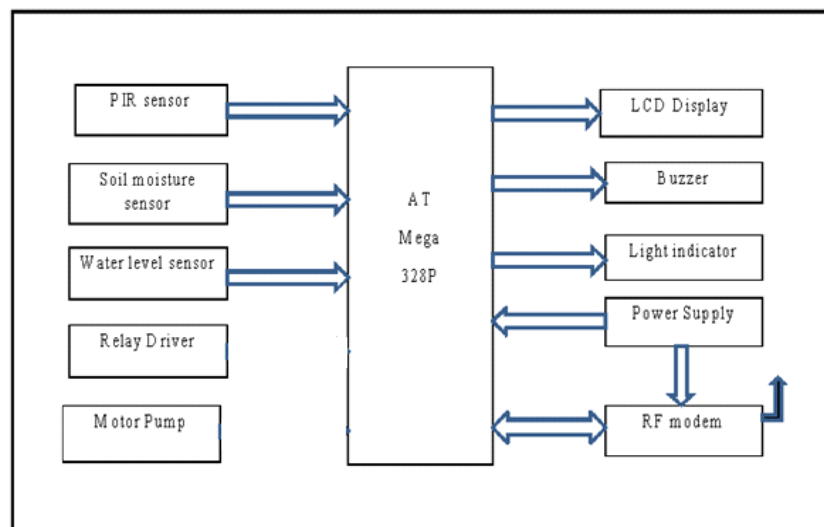 PIR sensor
Soil moisture
sensor
Water level sensor
Relay Driver
Motor Pump
AT
Mega
328P
LCD Display
Buzzer
Light indicator
Power Supply
RF modem